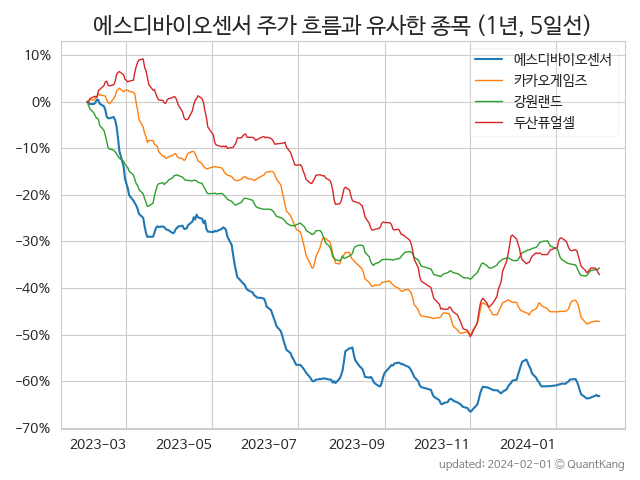 에스디바이오센서 주가 흐름과 유사한 종목 (1년, 5일선)
10%
0%
−10%
−20%
−30%
−40%
−50%
−60%
−70%
에스디바이오센서
카카오게임즈
강원랜드
두산퓨얼셀
2023−03
2023−05
2023−07
2023−09
2023−11
2024−01
updated: 2024-02-01 © QuantKang